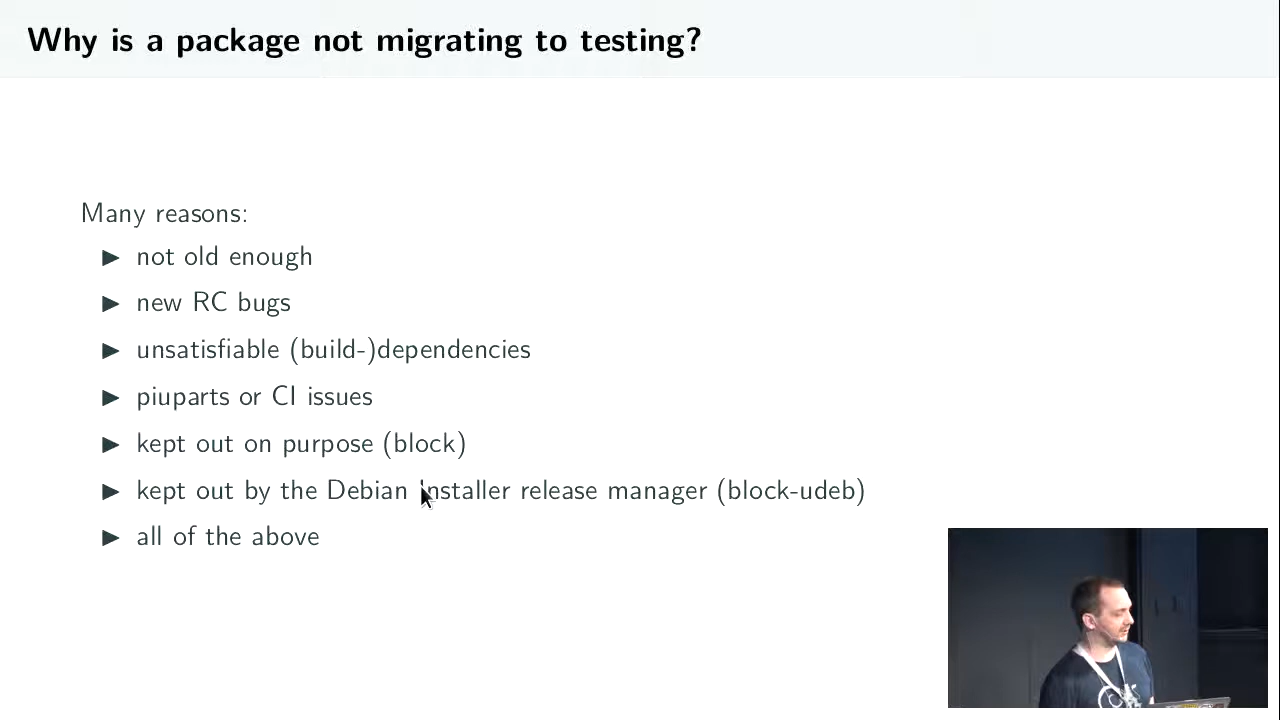 Why is a package not migrating to testing?
Many reasons:
▶ not old enough
▶ new RC bugs
▶ unsatisfiable (build-)dependencies
▶ piuparts or CI issues
▶ kept out on purpose (block)
▶ kept out by the Debian Installer release manager (block-udeb)
▶ all of the above